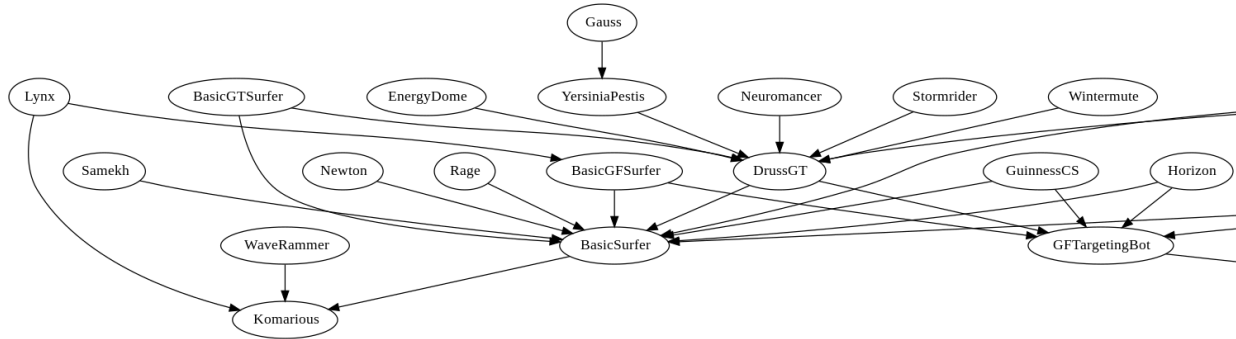 Gauss
Lynx
BasicGTSurfer
EnergyDome
YersiniaPestis
Neuromancer
Stormrider
Wintermute
Samekh
Newton
Rage
BasicGFSurfer
DrussGT
GuinnessCS
Horizon
WaveRammer
BasicSurfer
GFTargetingBot
Komarious